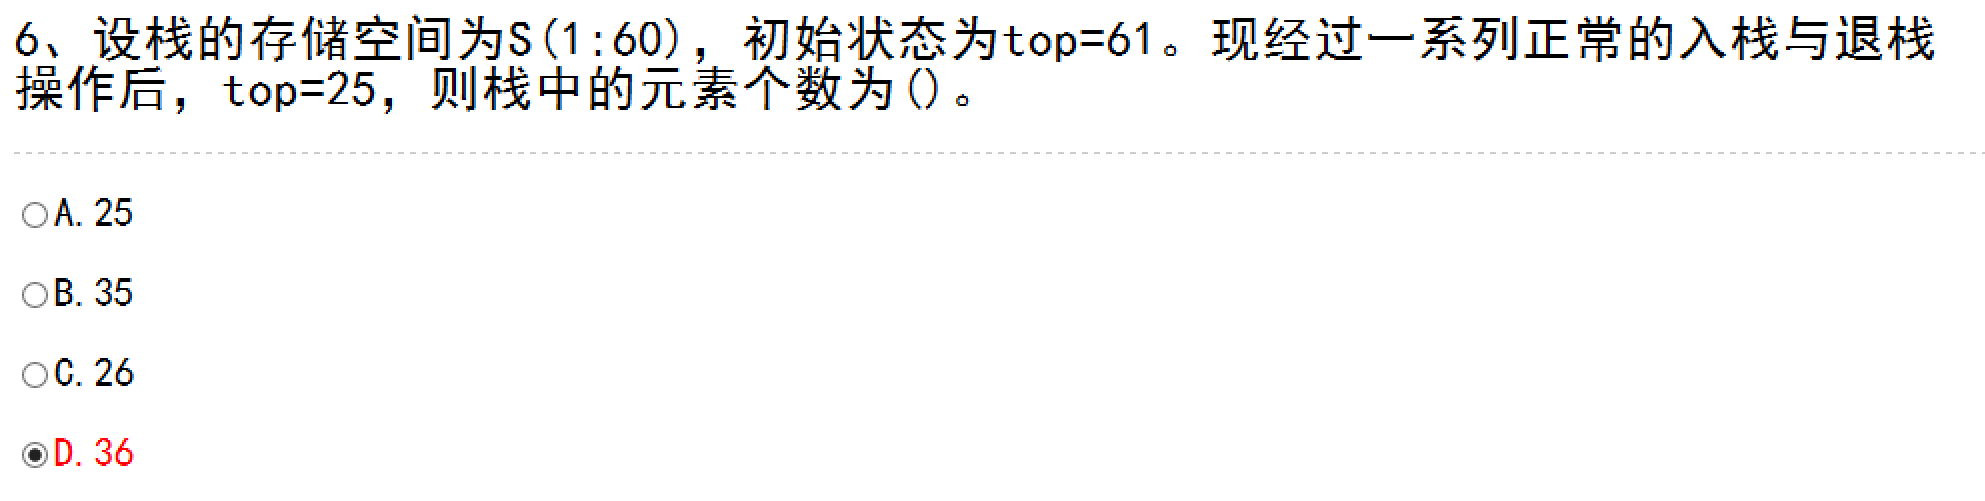 6、设栈的存储空间为S(1:60)，初始状态为top=61。现经过一系列正常的入栈与退栈
操作后，top=25，则栈中的元素个数为()。
A. 25
B. 35
C. 26
D. 36